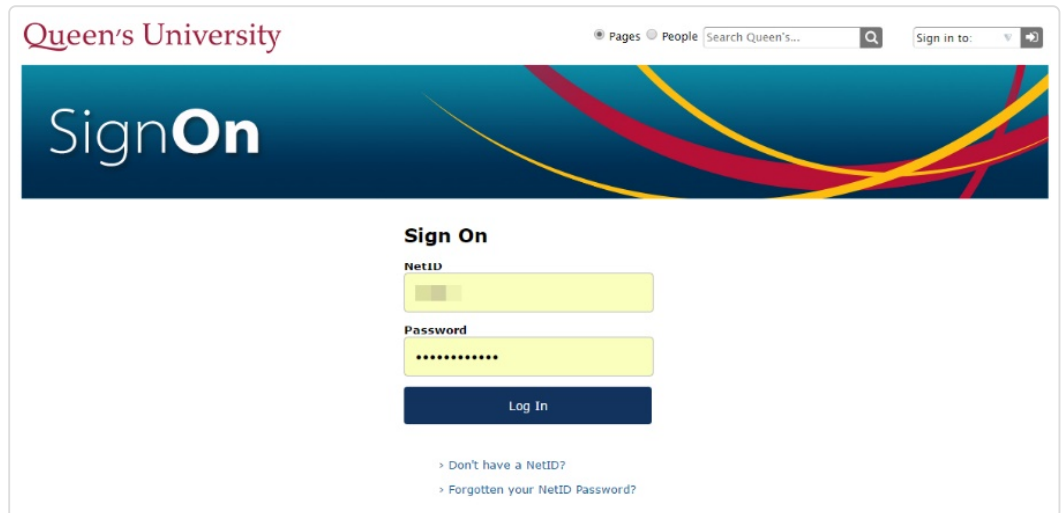 Queen's University
Pages People Search Queen's... Sign in to:
SignOn
Sign On
NetID
Password
••••••••••••
Log In
› Don't have a NetID?
› Forgotten your NetID Password?